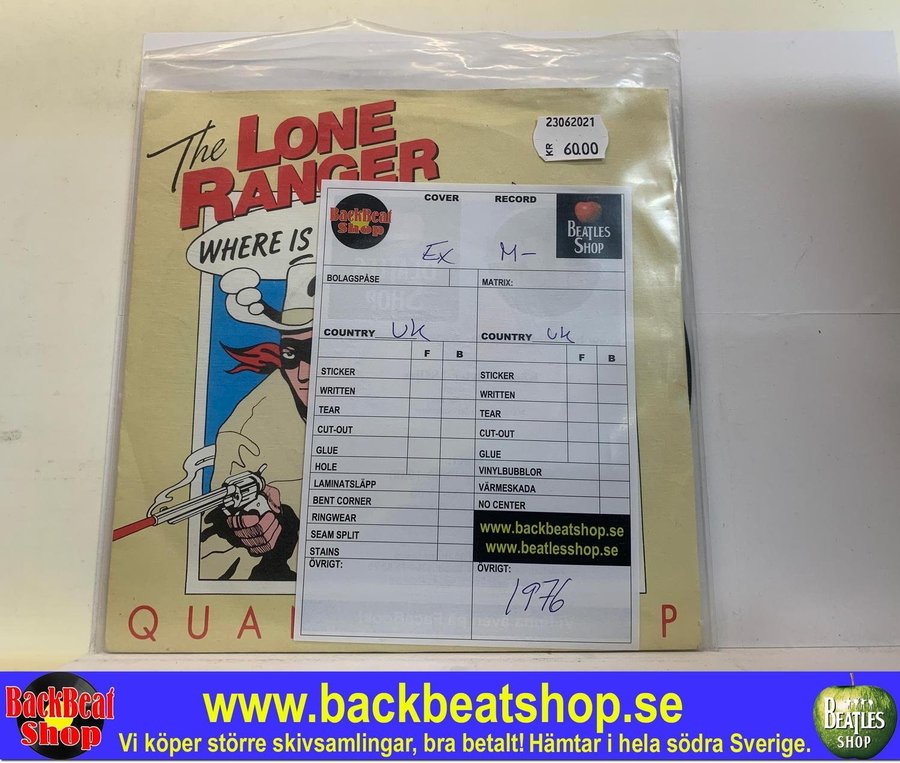 The LONE
RANGER
23062021
KR 60.00
WHERE IS
BackBeat
Shop
COVER
RECORD
BEATLES
SHOP
Ex
M-
BOLAGSPÅSE
MATRIX:
COUNTRY UK
COUNTRY UK
F B
F B
STICKER
STICKER
WRITTEN
WRITTEN
TEAR
TEAR
CUT-OUT
CUT-OUT
GLUE
GLUE
HOLE
VINYLBUBBLOR
LAMINATSLÄPP
VÄRMESKADA
BENT CORNER
NO CENTER
RINGWEAR
www.backbeatshop.se
SEAM SPLIT
www.beatlesshop.se
STAINS
ÖVRIGT:
ÖVRIGT:
1976
QUA P
BackBeat
Shop
www.backbeatshop.se
Vi köper större skivsamlingar, bra betalt! Hämtar i hela södra Sverige.
BEATLES
SHOP